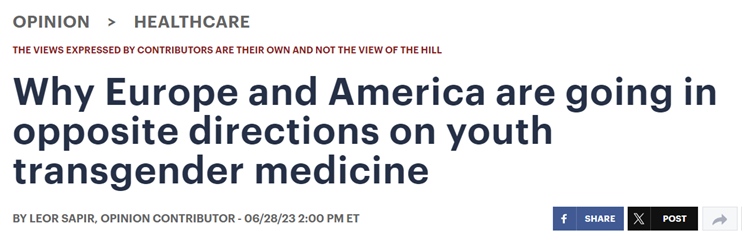 OPINION > HEALTHCARE
THE VIEWS EXPRESSED BY CONTRIBUTORS ARE THEIR OWN AND NOT THE VIEW OF THE HILL
Why Europe and America are going in
opposite directions on youth
transgender medicine
BY LEOR SAPIR, OPINION CONTRIBUTOR - 06/28/23 2:00 PM ET
f SHARE
X POST